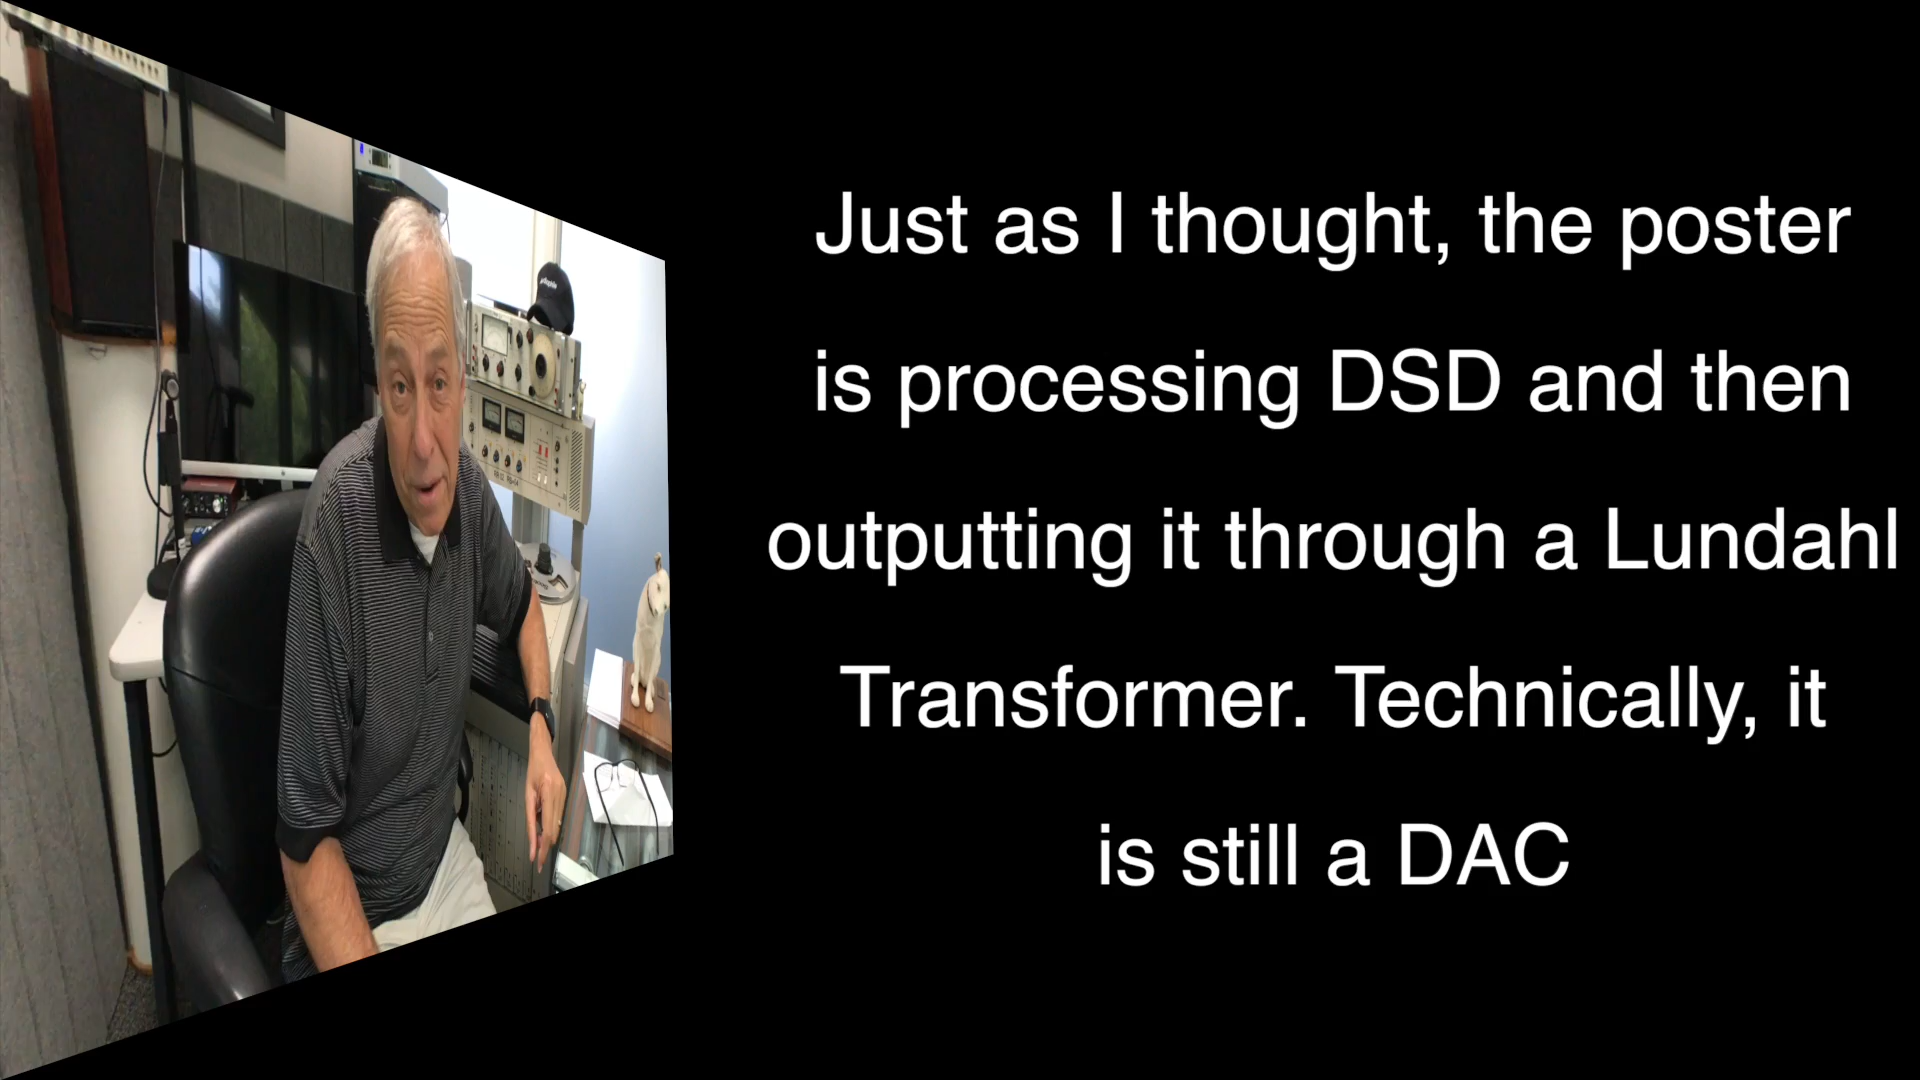 Just as I thought, the poster
is processing DSD and then
outputting it through a Lundahl
Transformer. Technically, it
is still a DAC